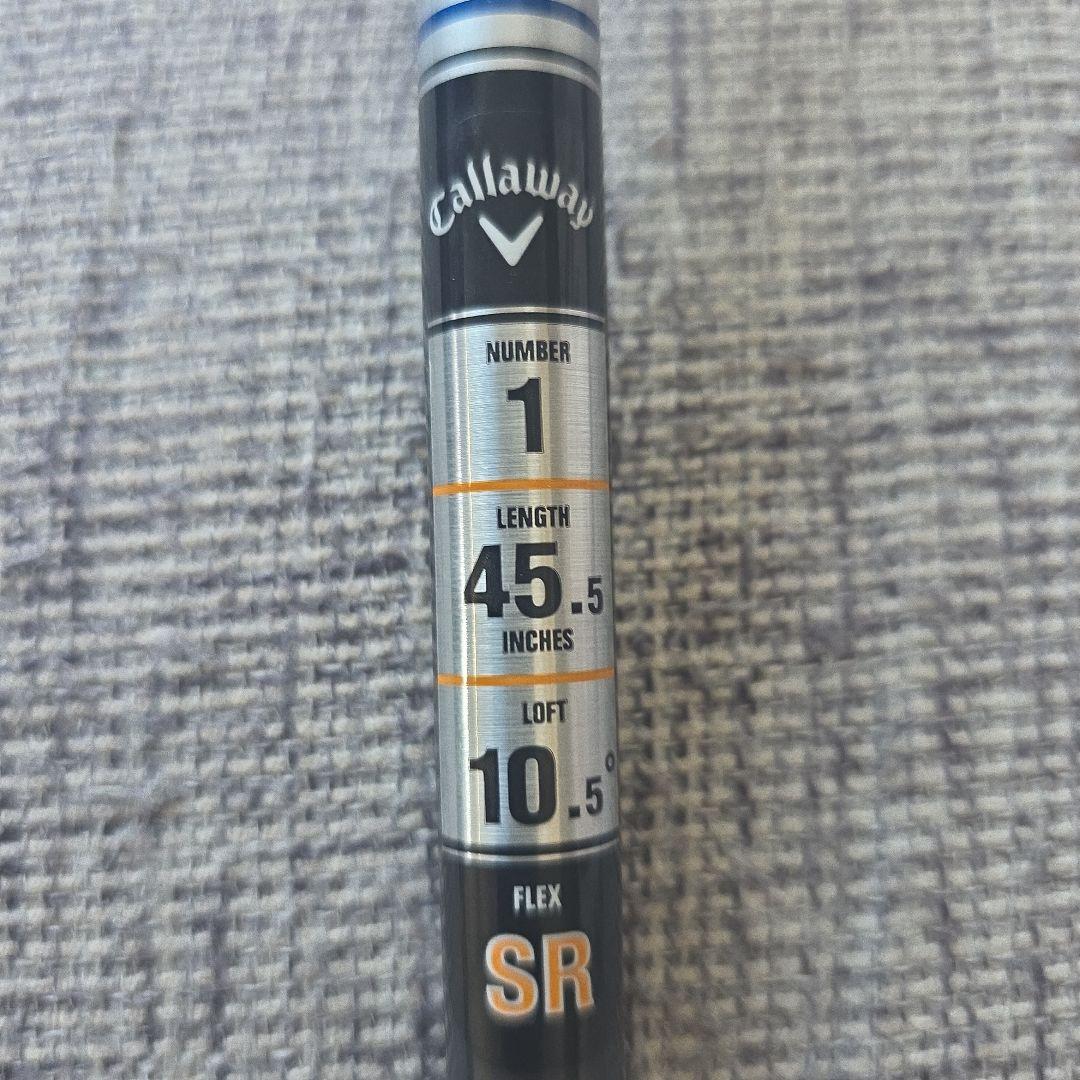 Callaway
NUMBER
1
LENGTH
45.5
INCHES
LOFT
10.5°
FLEX
SR